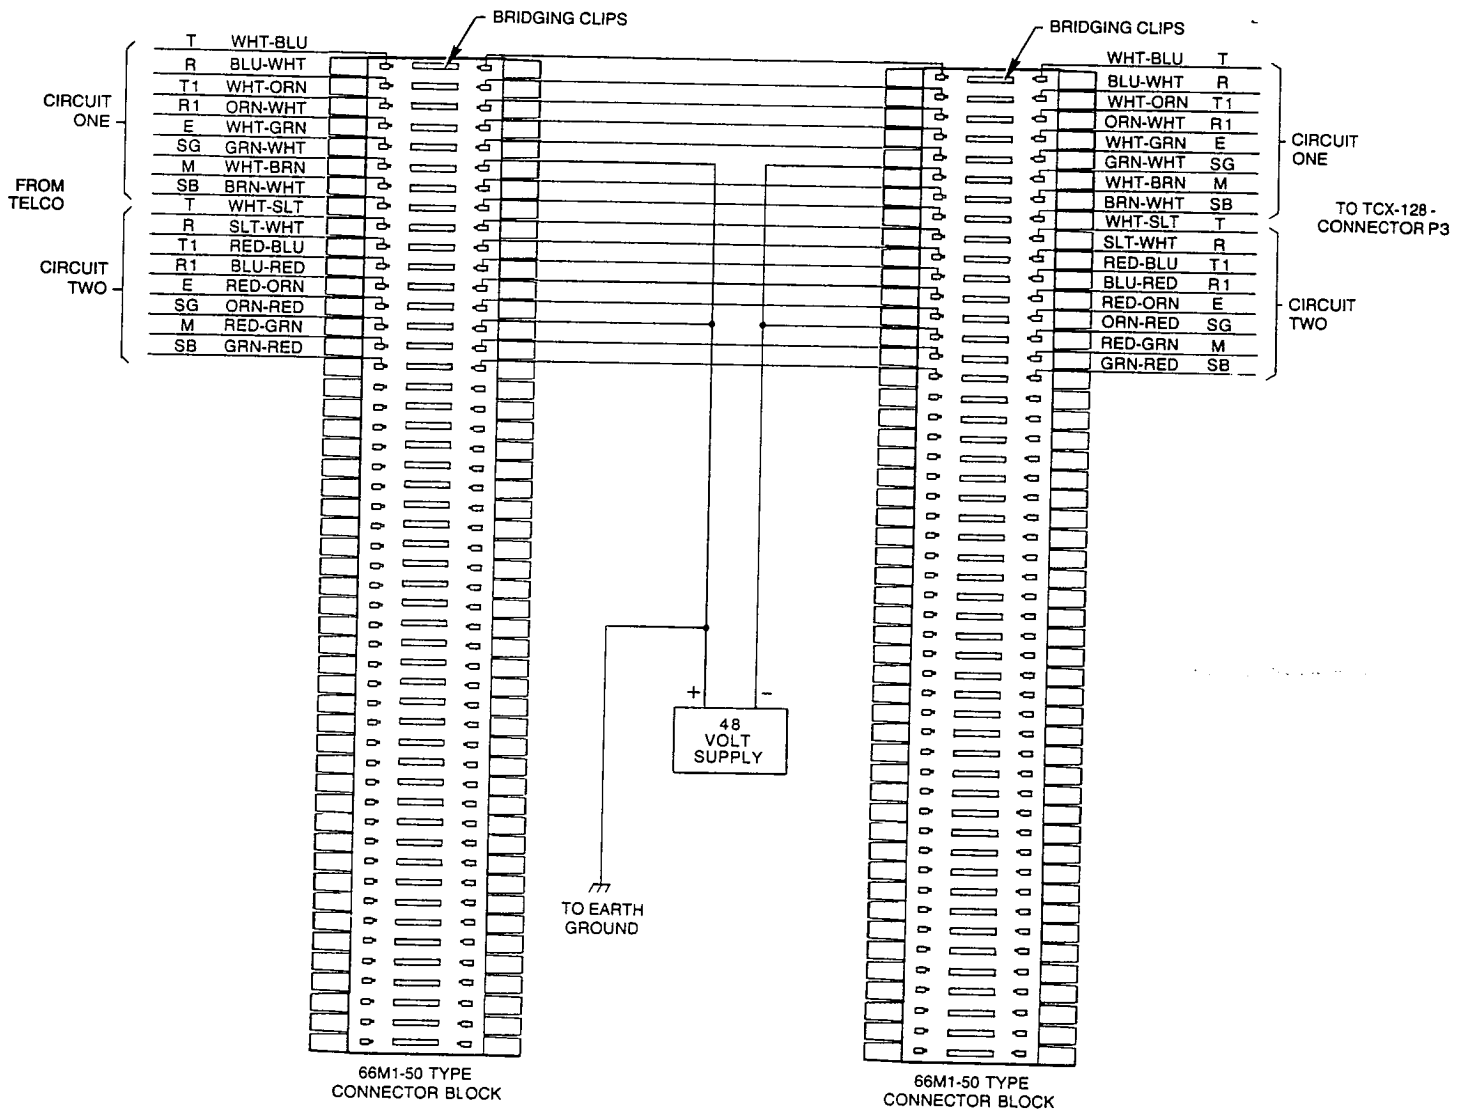 BRIDGING CLIPS
BRIDGING CLIPS
CIRCUIT
ONE
FROM
TELCO
CIRCUIT
TWO
T WHT-BLU
R BLU-WHT
T1 WHT-ORN
R1 ORN-WHT
E WHT-GRN
SG GRN-WHT
M WHT-BRN
SB BRN-WHT
T WHT-SLT
R SLT-WHT
T1 RED-BLU
R1 BLU-RED
E RED-ORN
SG ORN-RED
M RED-GRN
SB GRN-RED
WHT-BLU T
BLU-WHT R
WHT-ORN T1
ORN-WHT R1
WHT-GRN E
GRN-WHT SG
WHT-BRN M
BRN-WHT SB
WHT-SLT T
SLT-WHT R
RED-BLU T1
BLU-RED R1
RED-ORN E
ORN-RED SG
RED-GRN M
GRN-RED SB
CIRCUIT
ONE
TO TCX-128 -
CONNECTOR P3
CIRCUIT
TWO
+ -
48
VOLT
SUPPLY
TO EARTH
GROUND
66M1-50 TYPE
CONNECTOR BLOCK
66M1-50 TYPE
CONNECTOR BLOCK